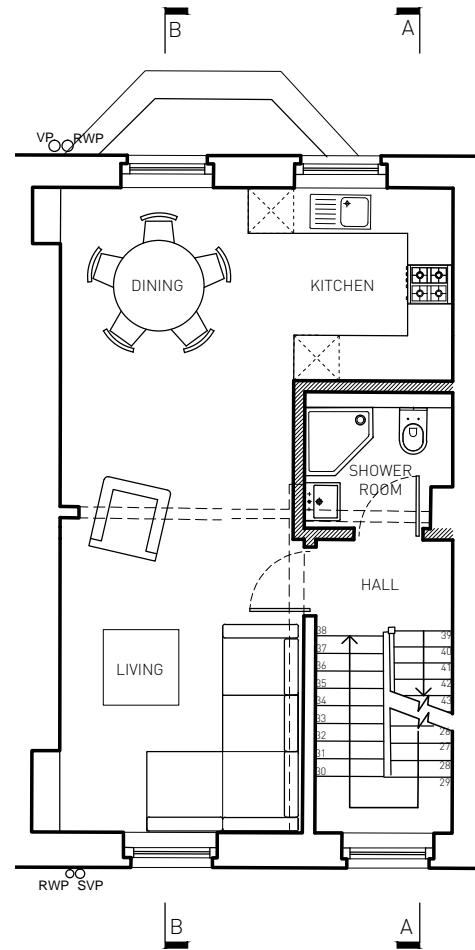 B A
VP RWP
DINING KITCHEN
SHOWER
ROOM
HALL
LIVING
38 39
37 40
36 41
35 42
34 43
33 26
32 27
31 28
30 29
RWP SVP
B A